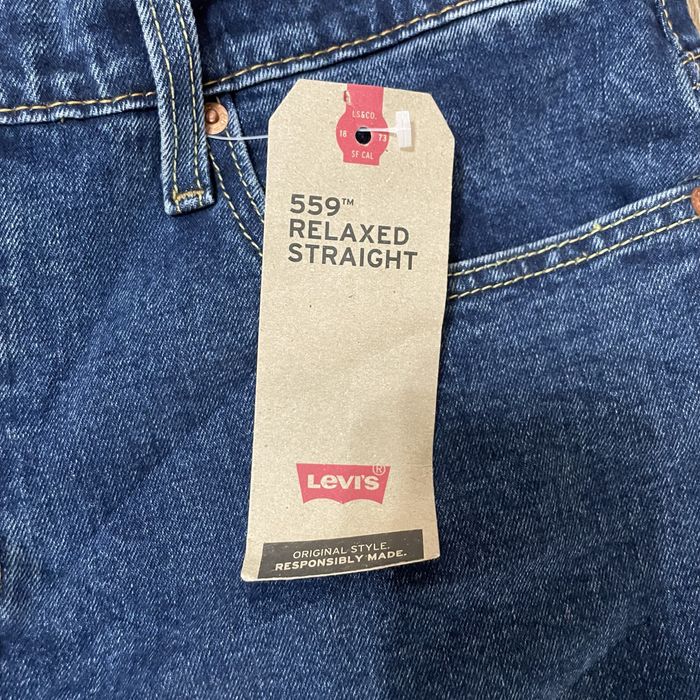 LS&CO.
18 73
SF CAL
559™
RELAXED
STRAIGHT
Levi's®
ORIGINAL STYLE.
RESPONSIBLY MADE.